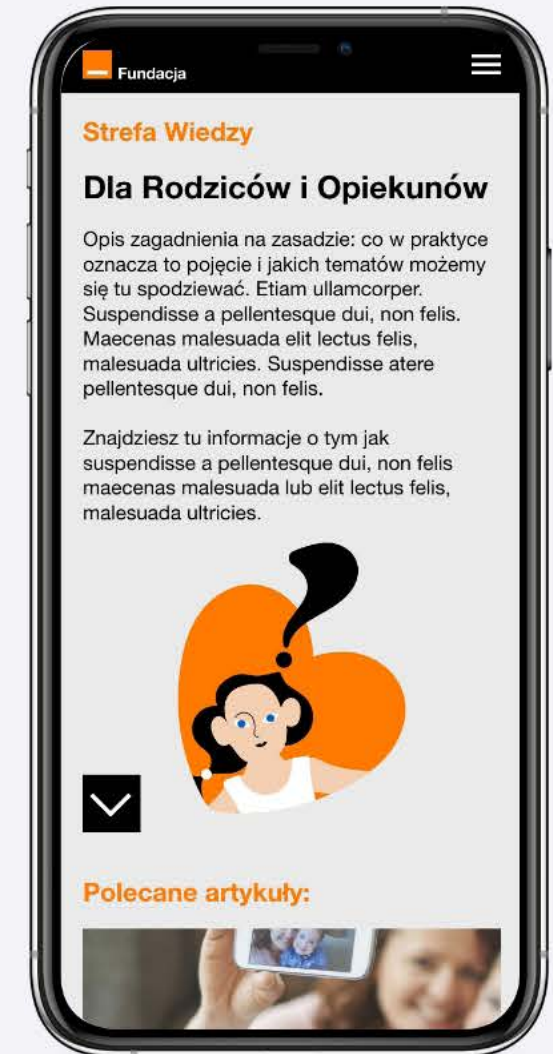 Fundacja
Strefa Wiedzy
Dla Rodziców i Opiekunów
Opis zagadnienia na zasadzie: co w praktyce
oznacza to pojęcie i jakich tematów możemy
się tu spodziewać. Etiam ullamcorper.
Suspendisse a pellentesque dui, non felis.
Maecenas malesuada elit lectus felis,
malesuada ultricies. Suspendisse atere
pellentesque dui, non felis.
Znajdziesz tu informacje o tym jak
suspendisse a pellentesque dui, non felis
maecenas malesuada lub elit lectus felis,
malesuada ultricies.
Polecane artykuły: